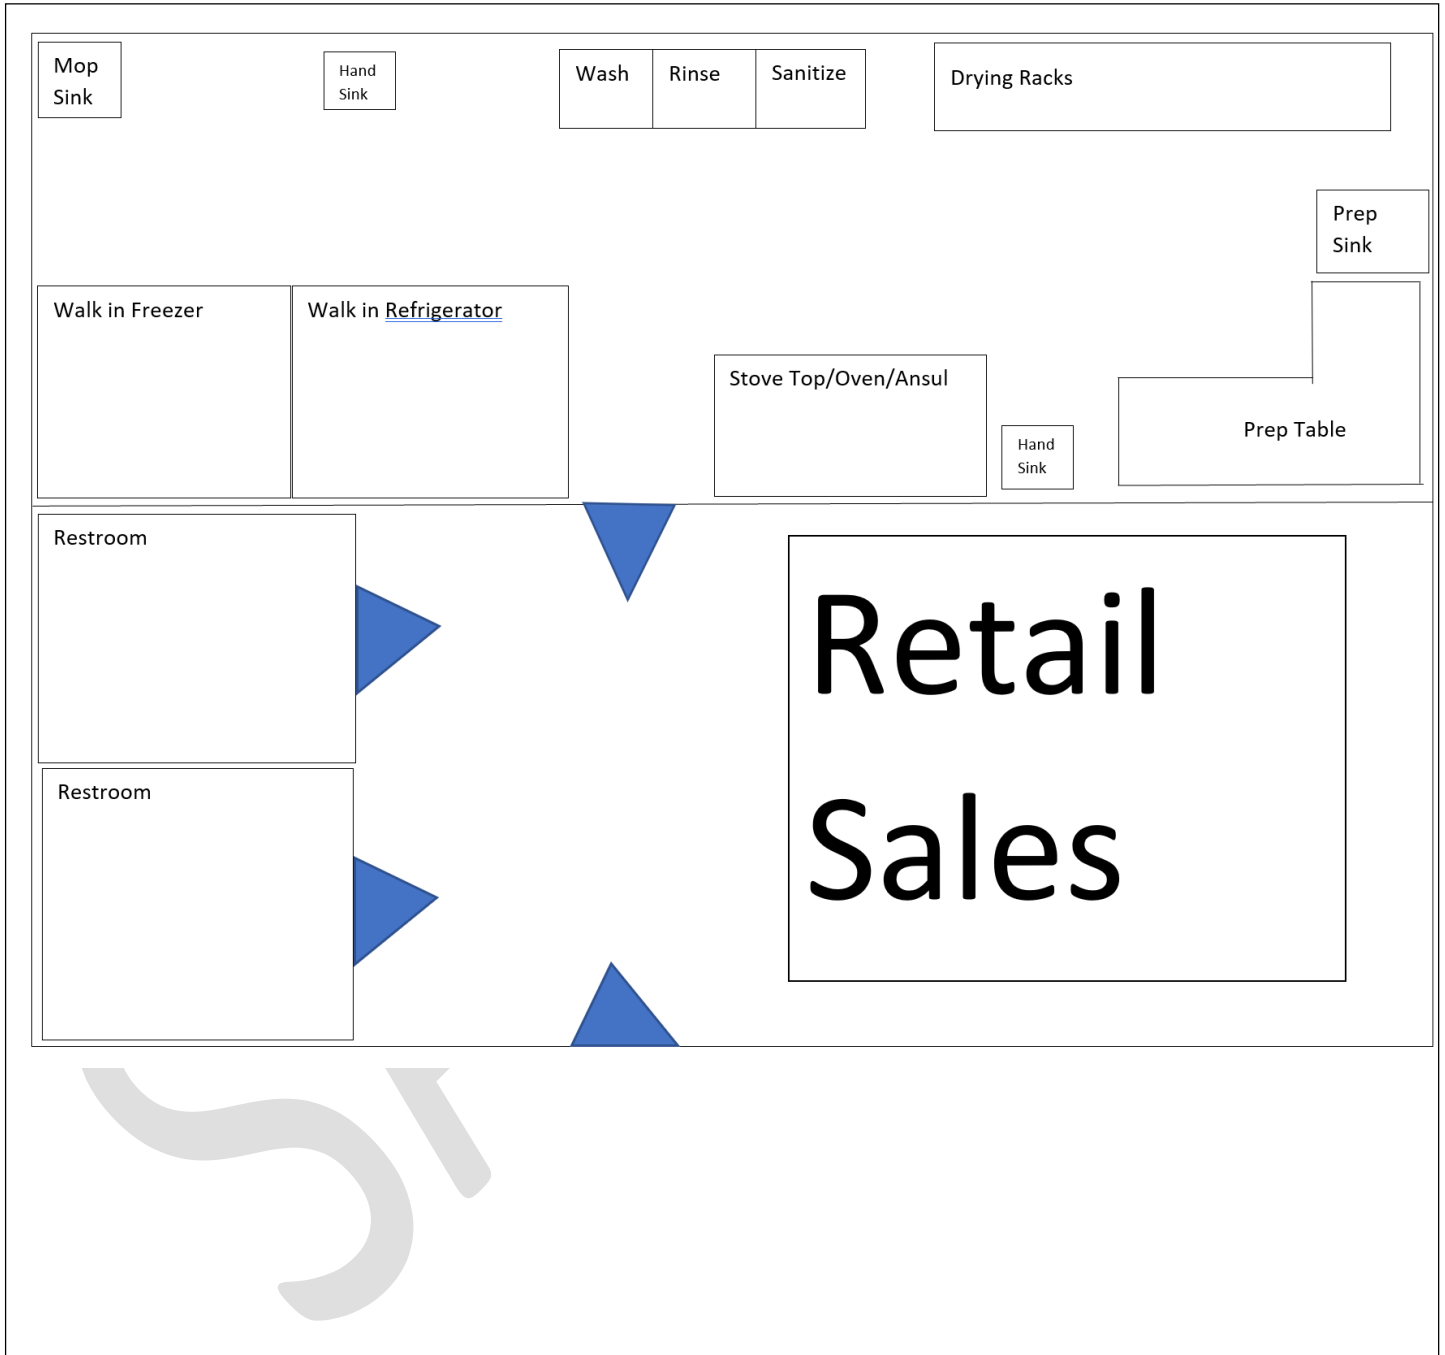 Mop
Sink
Hand
Sink
Wash
Rinse
Sanitize
Drying Racks
Prep
Sink
Walk in Freezer
Walk in Refrigerator
Stove Top/Oven/Ansul
Hand
Sink
Prep Table
Restroom
Retail
Sales
Restroom